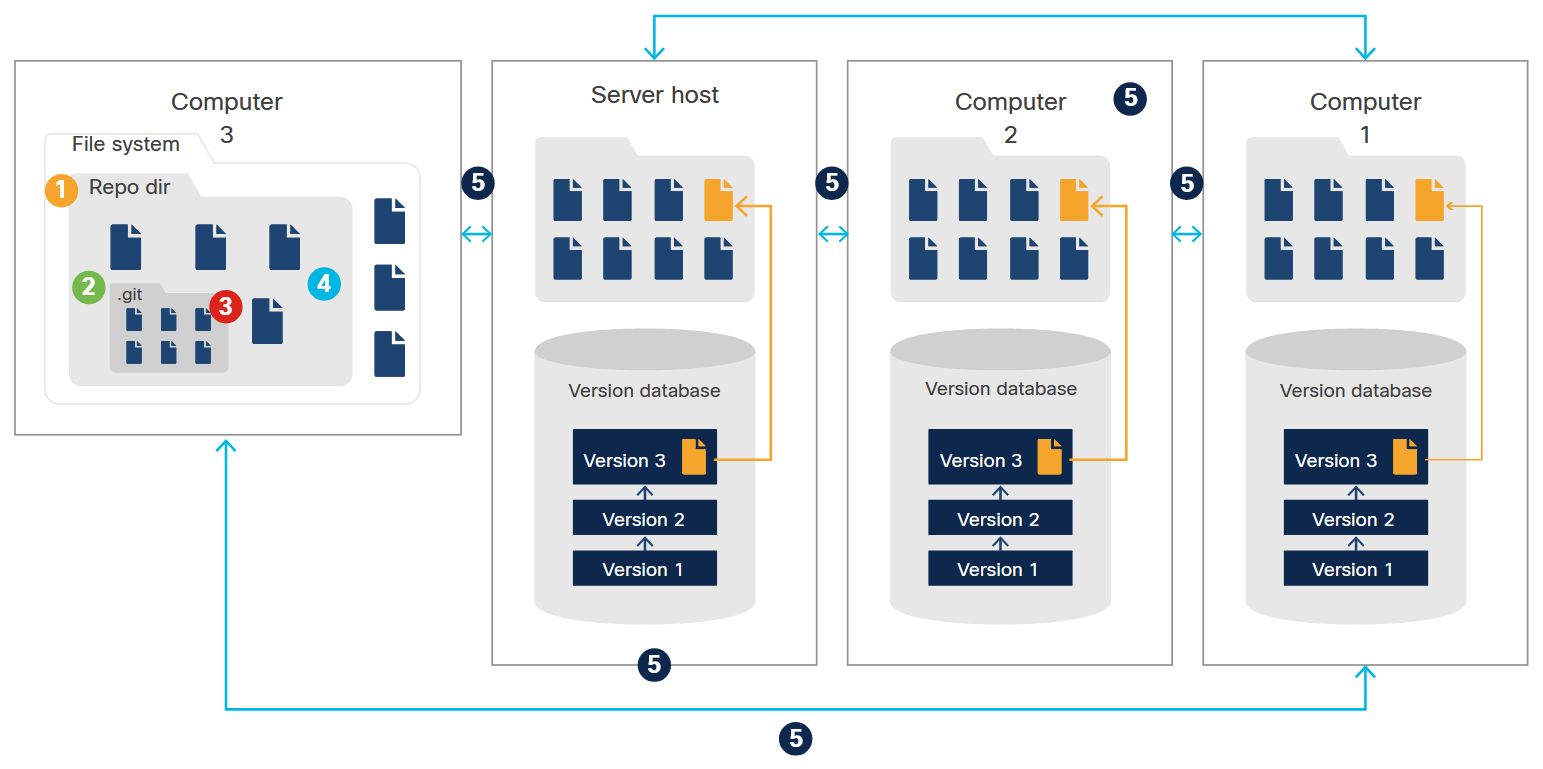 Computer
3
File system
1
Repo dir
2
.git
3
4
5
Server host
Version database
Version 3
Version 2
Version 1
5
5
Computer
2
5
Version database
Version 3
Version 2
Version 1
5
Computer
1
Version database
Version 3
Version 2
Version 1
5